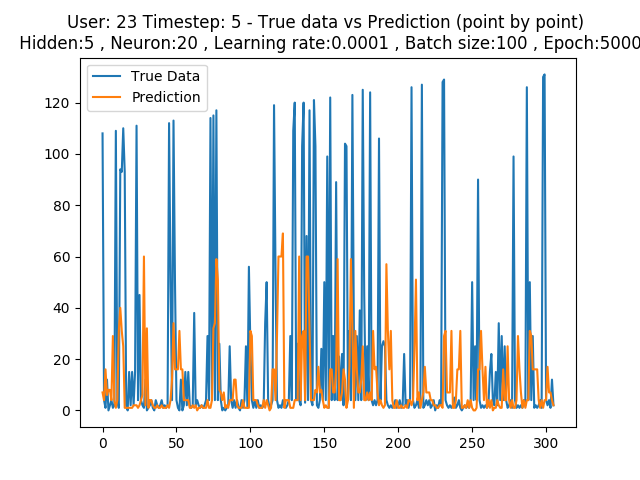 User: 23 Timestep: 5 - True data vs Prediction (point by point)
Hidden:5 , Neuron:20 , Learning rate:0.0001 , Batch size:100 , Epoch:5000
True Data
Prediction
120
100
80
60
40
20
0
0 50 100 150 200 250 300